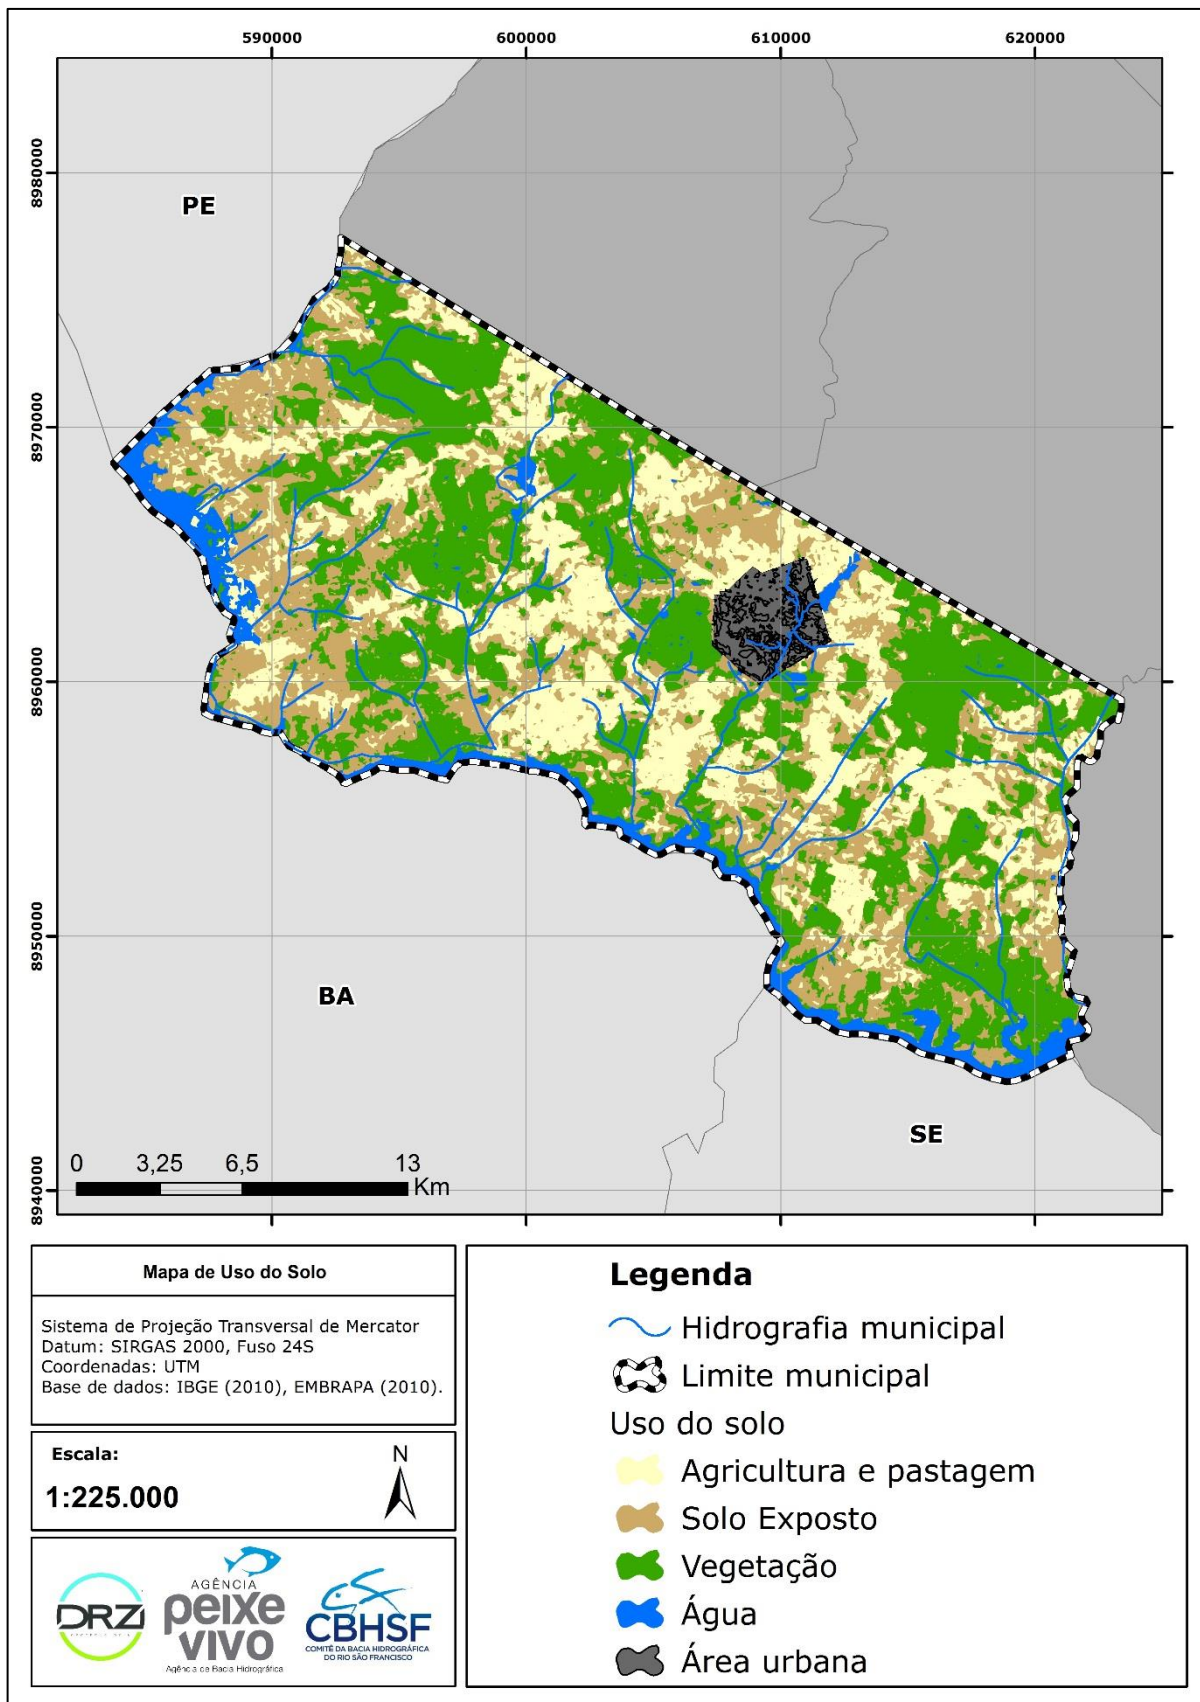 590000
600000
610000
620000
8980000
8970000
8960000
8950000
8940000
PE
BA
SE
0 3,25 6,5 13
Km
Mapa de Uso do Solo
Sistema de Projeção Transversal de Mercator
Datum: SIRGAS 2000, Fuso 24S
Coordenadas: UTM
Base de dados: IBGE (2010), EMBRAPA (2010).
Escala:
1:225.000
N
DRZ
AGÊNCIA
peixe
vivo
Agência de Bacia Hidrográfica
CBHSF
COMITÊ DA BACIA HIDROGRÁFICA
DO RIO SÃO FRANCISCO
Legenda
Hidrografia municipal
Limite municipal
Uso do solo
Agricultura e pastagem
Solo Exposto
Vegetação
Água
Área urbana